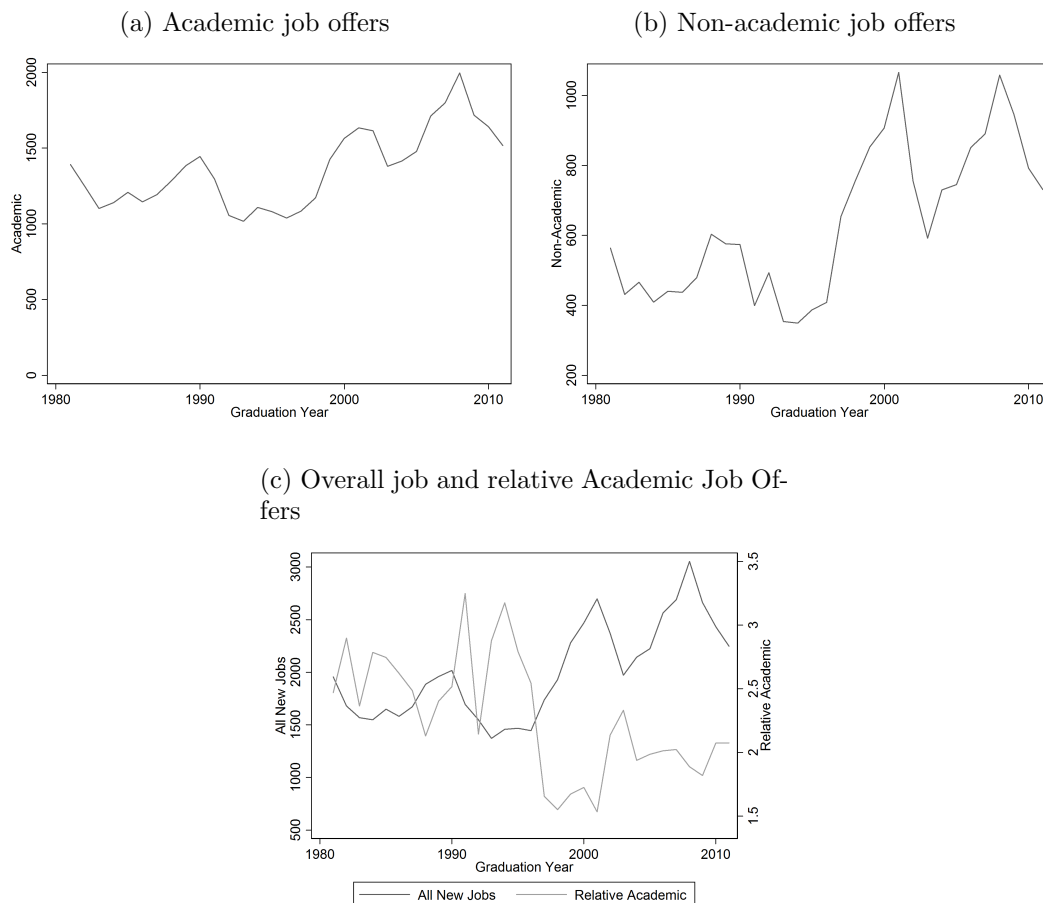 (a) Academic job offers
Academic
0
500
1000
1500
2000
1980
1990
2000
2010
Graduation Year
(b) Non-academic job offers
Non-Academic
200
400
600
800
1000
1980
1990
2000
2010
Graduation Year
(c) Overall job and relative Academic Job Of-
fers
All New Jobs
500
1000
1500
2000
2500
3000
Relative Academic
1.5
2
2.5
3
3.5
1980
1990
2000
2010
Graduation Year
All New Jobs
Relative Academic